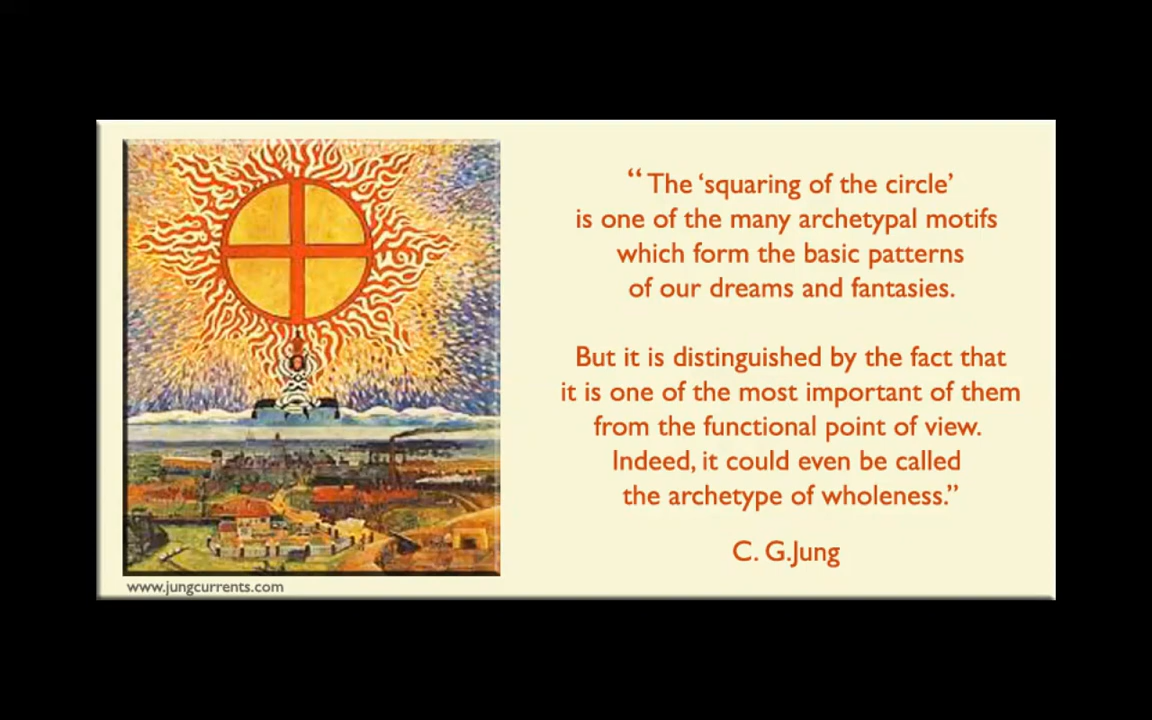 “ The ‘squaring of the circle’
is one of the many archetypal motifs
which form the basic patterns
of our dreams and fantasies.
But it is distinguished by the fact that
it is one of the most important of them
from the functional point of view.
Indeed, it could even be called
the archetype of wholeness.”
C. G.Jung
www.jungcurrents.com